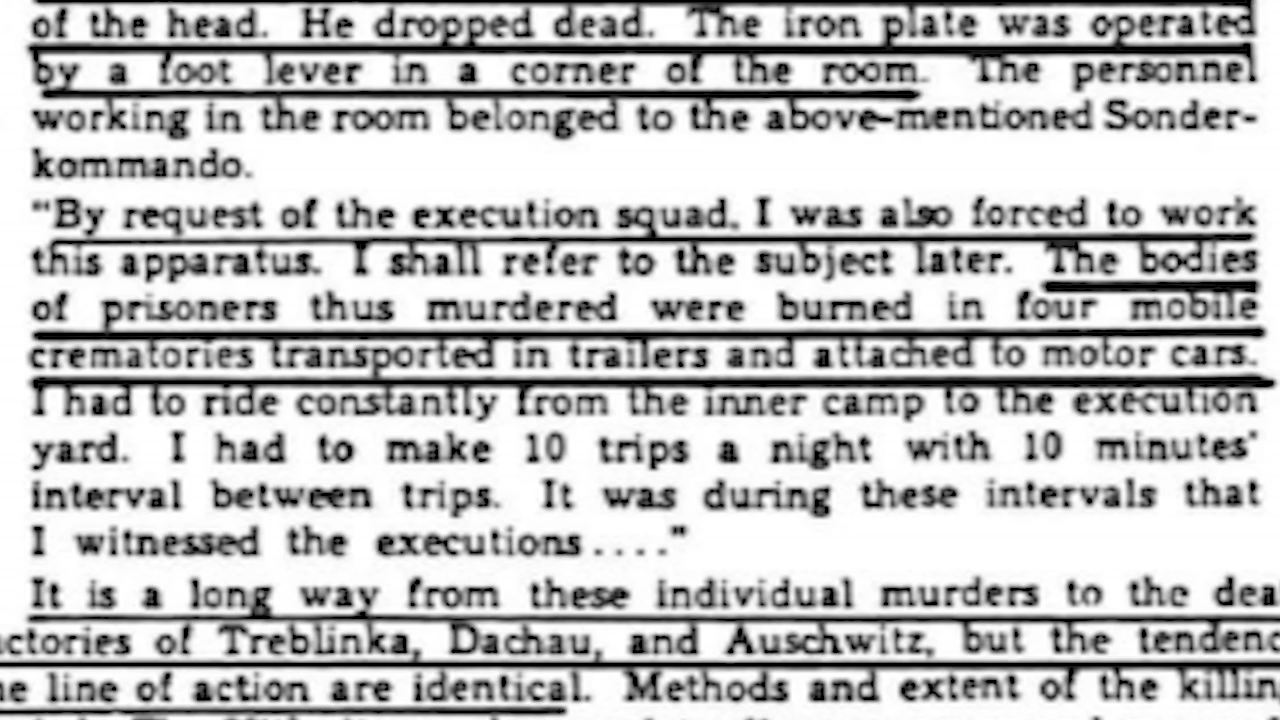 of the head. He dropped dead. The iron plate was operated
by a foot lever in a corner of the room. The personnel
working in the room belonged to the above-mentioned Sonder-
kommando.
"By request of the execution squad, I was also forced to work
this apparatus. I shall refer to the subject later. The bodies
of prisoners thus murdered were burned in four mobile
crematories transported in trailers and attached to motor cars.
I had to ride constantly from the inner camp to the execution
yard. I had to make 10 trips a night with 10 minutes'
interval between trips. It was during these intervals that
I witnessed the executions...."
It is a long way from these individual murders to the dea
ctories of Treblinka, Dachau, and Auschwitz, but the tendenc
e line of action are identical. Methods and extent of the killin